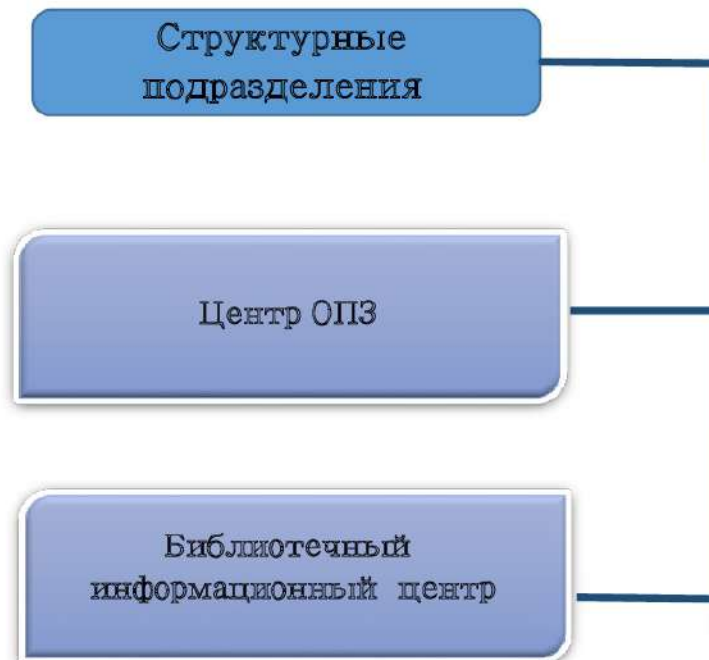 Структурные
подразделения
Центр ОПЗ
Библиотечный
информационный центр